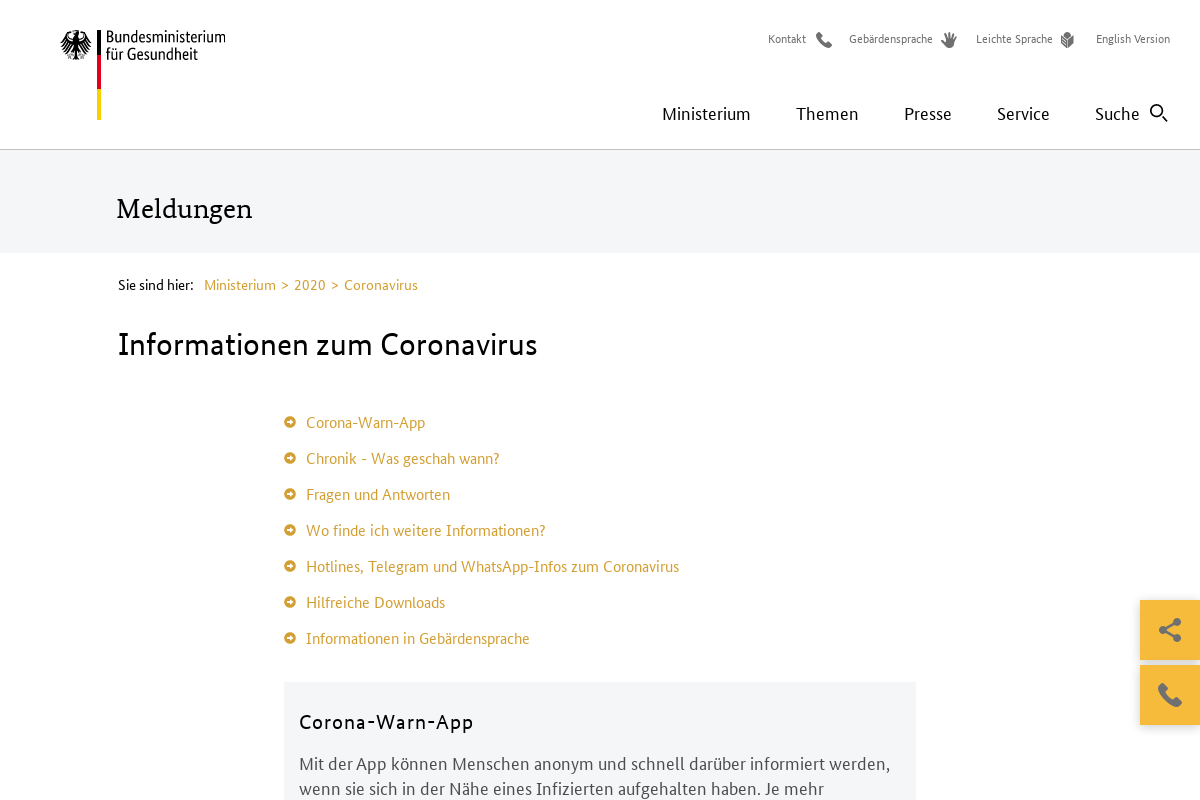 Bundesministerium
für Gesundheit
Kontakt
Gebärdensprache
Leichte Sprache
English Version
Ministerium
Themen
Presse
Service
Suche
Meldungen
Sie sind hier: Ministerium > 2020 > Coronavirus
Informationen zum Coronavirus
Corona-Warn-App
Chronik - Was geschah wann?
Fragen und Antworten
Wo finde ich weitere Informationen?
Hotlines, Telegram und WhatsApp-Infos zum Coronavirus
Hilfreiche Downloads
Informationen in Gebärdensprache
Corona-Warn-App
Mit der App können Menschen anonym und schnell darüber informiert werden,
wenn sie sich in der Nähe eines Infizierten aufgehalten haben. Je mehr